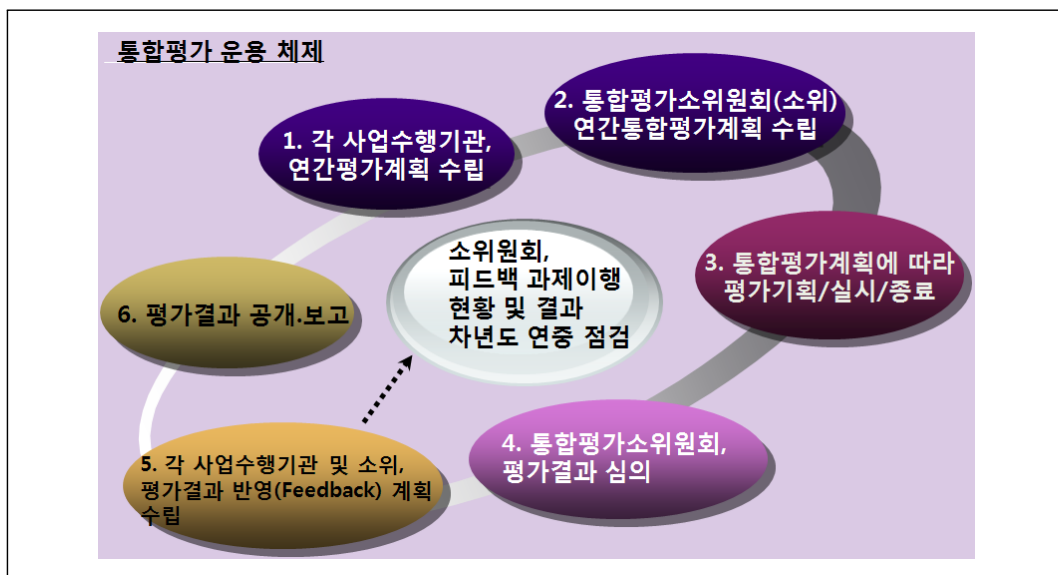 통합평가 운용 체제
1. 각 사업수행기관,
연간평가계획 수립
2. 통합평가소위원회(소위)
연간통합평가계획 수립
3. 통합평가계획에 따라
평가기획/실시/종료
4. 통합평가소위원회,
평가결과 심의
5. 각 사업수행기관 및 소위,
평가결과 반영(Feedback) 계획
수립
6. 평가결과 공개.보고
소위원회,
피드백 과제이행
현황 및 결과
차년도 연중 점검